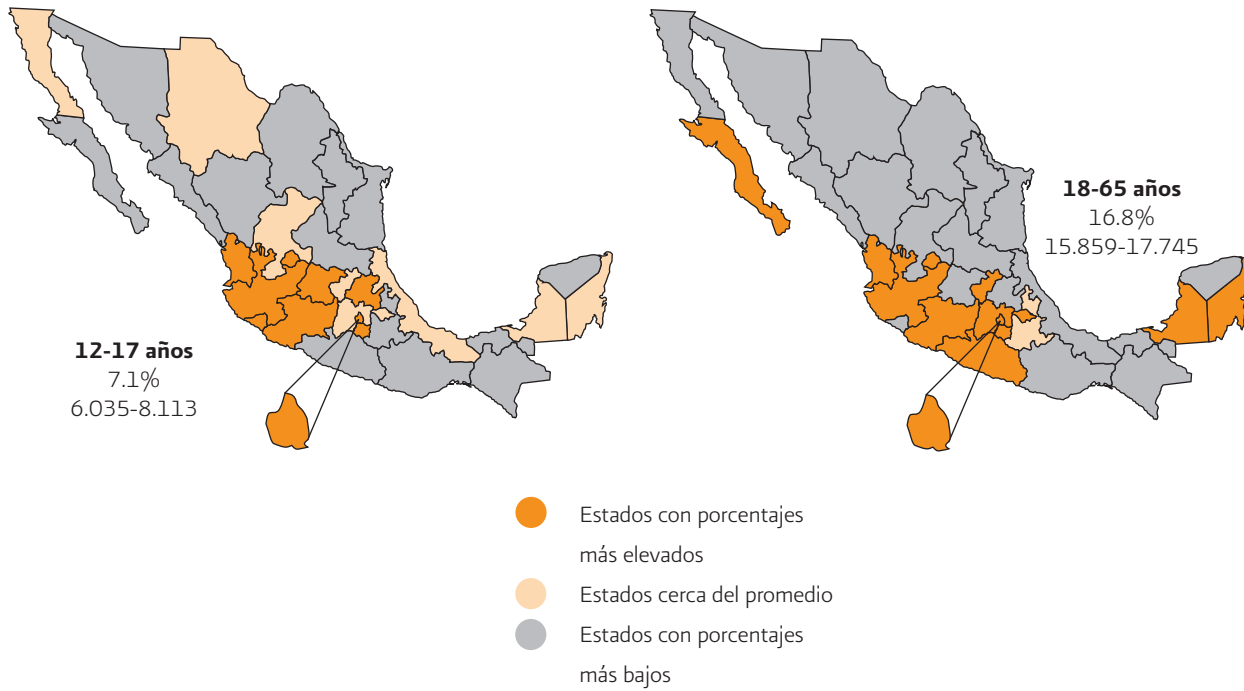 12-17 años
7.1%
6.035-8.113
18-65 años
16.8%
15.859-17.745
Estados con porcentajes
más elevados
Estados cerca del promedio
Estados con porcentajes
más bajos